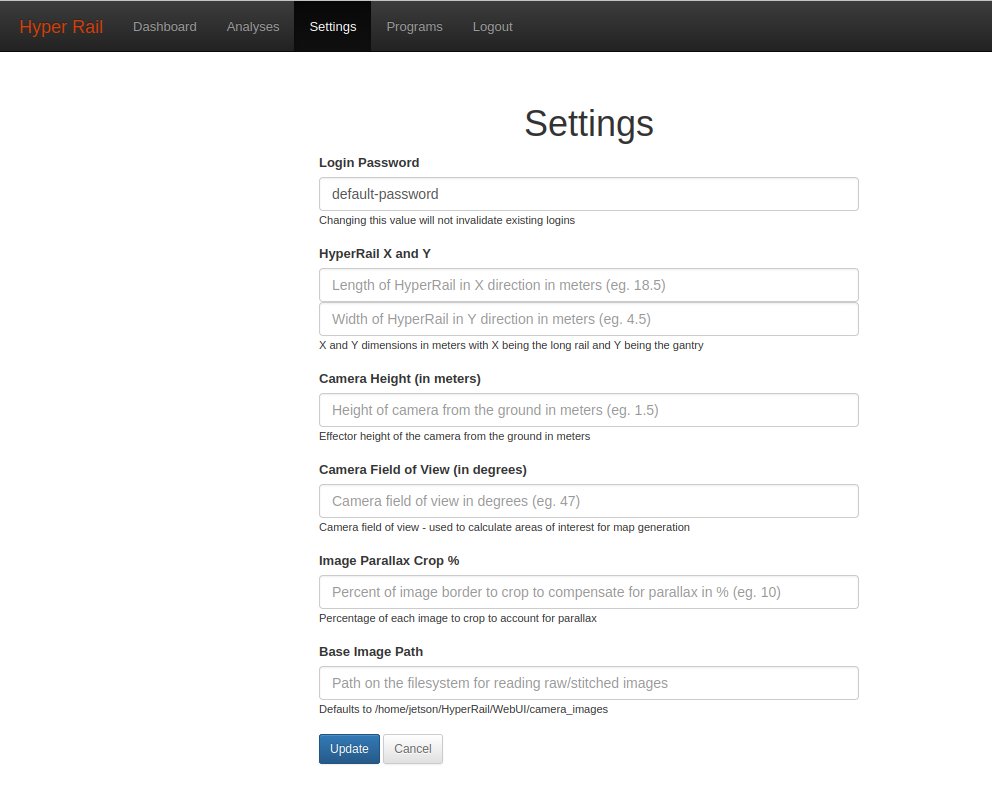 Hyper Rail Dashboard Analyses Settings Programs Logout
Settings
Login Password
default-password
Changing this value will not invalidate existing logins
HyperRail X and Y
Length of HyperRail in X direction in meters (eg. 18.5)
Width of HyperRail in Y direction in meters (eg. 4.5)
X and Y dimensions in meters with X being the long rail and Y being the gantry
Camera Height (in meters)
Height of camera from the ground in meters (eg. 1.5)
Effector height of the camera from the ground in meters
Camera Field of View (in degrees)
Camera field of view in degrees (eg. 47)
Camera field of view - used to calculate areas of interest for map generation
Image Parallax Crop %
Percent of image border to crop to compensate for parallax in % (eg. 10)
Percentage of each image to crop to account for parallax
Base Image Path
Path on the filesystem for reading raw/stitched images
Defaults to /home/jetson/HyperRail/WebUI/camera_images
Update Cancel